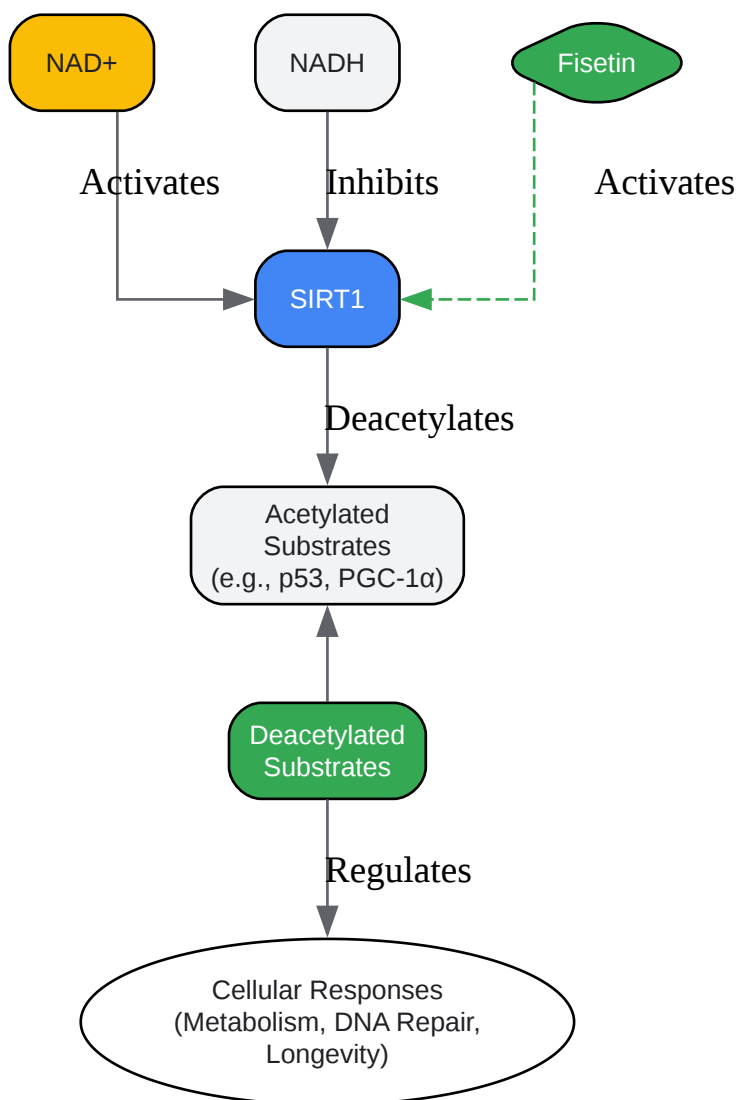 NAD+
NADH
Fisetin
Activates
Inhibits
Activates
SIRT1
Deacetylates
Acetylated
Substrates
(e.g., p53, PGC-1α)
Deacetylated
Substrates
Regulates
Cellular Responses
(Metabolism, DNA Repair,
Longevity)